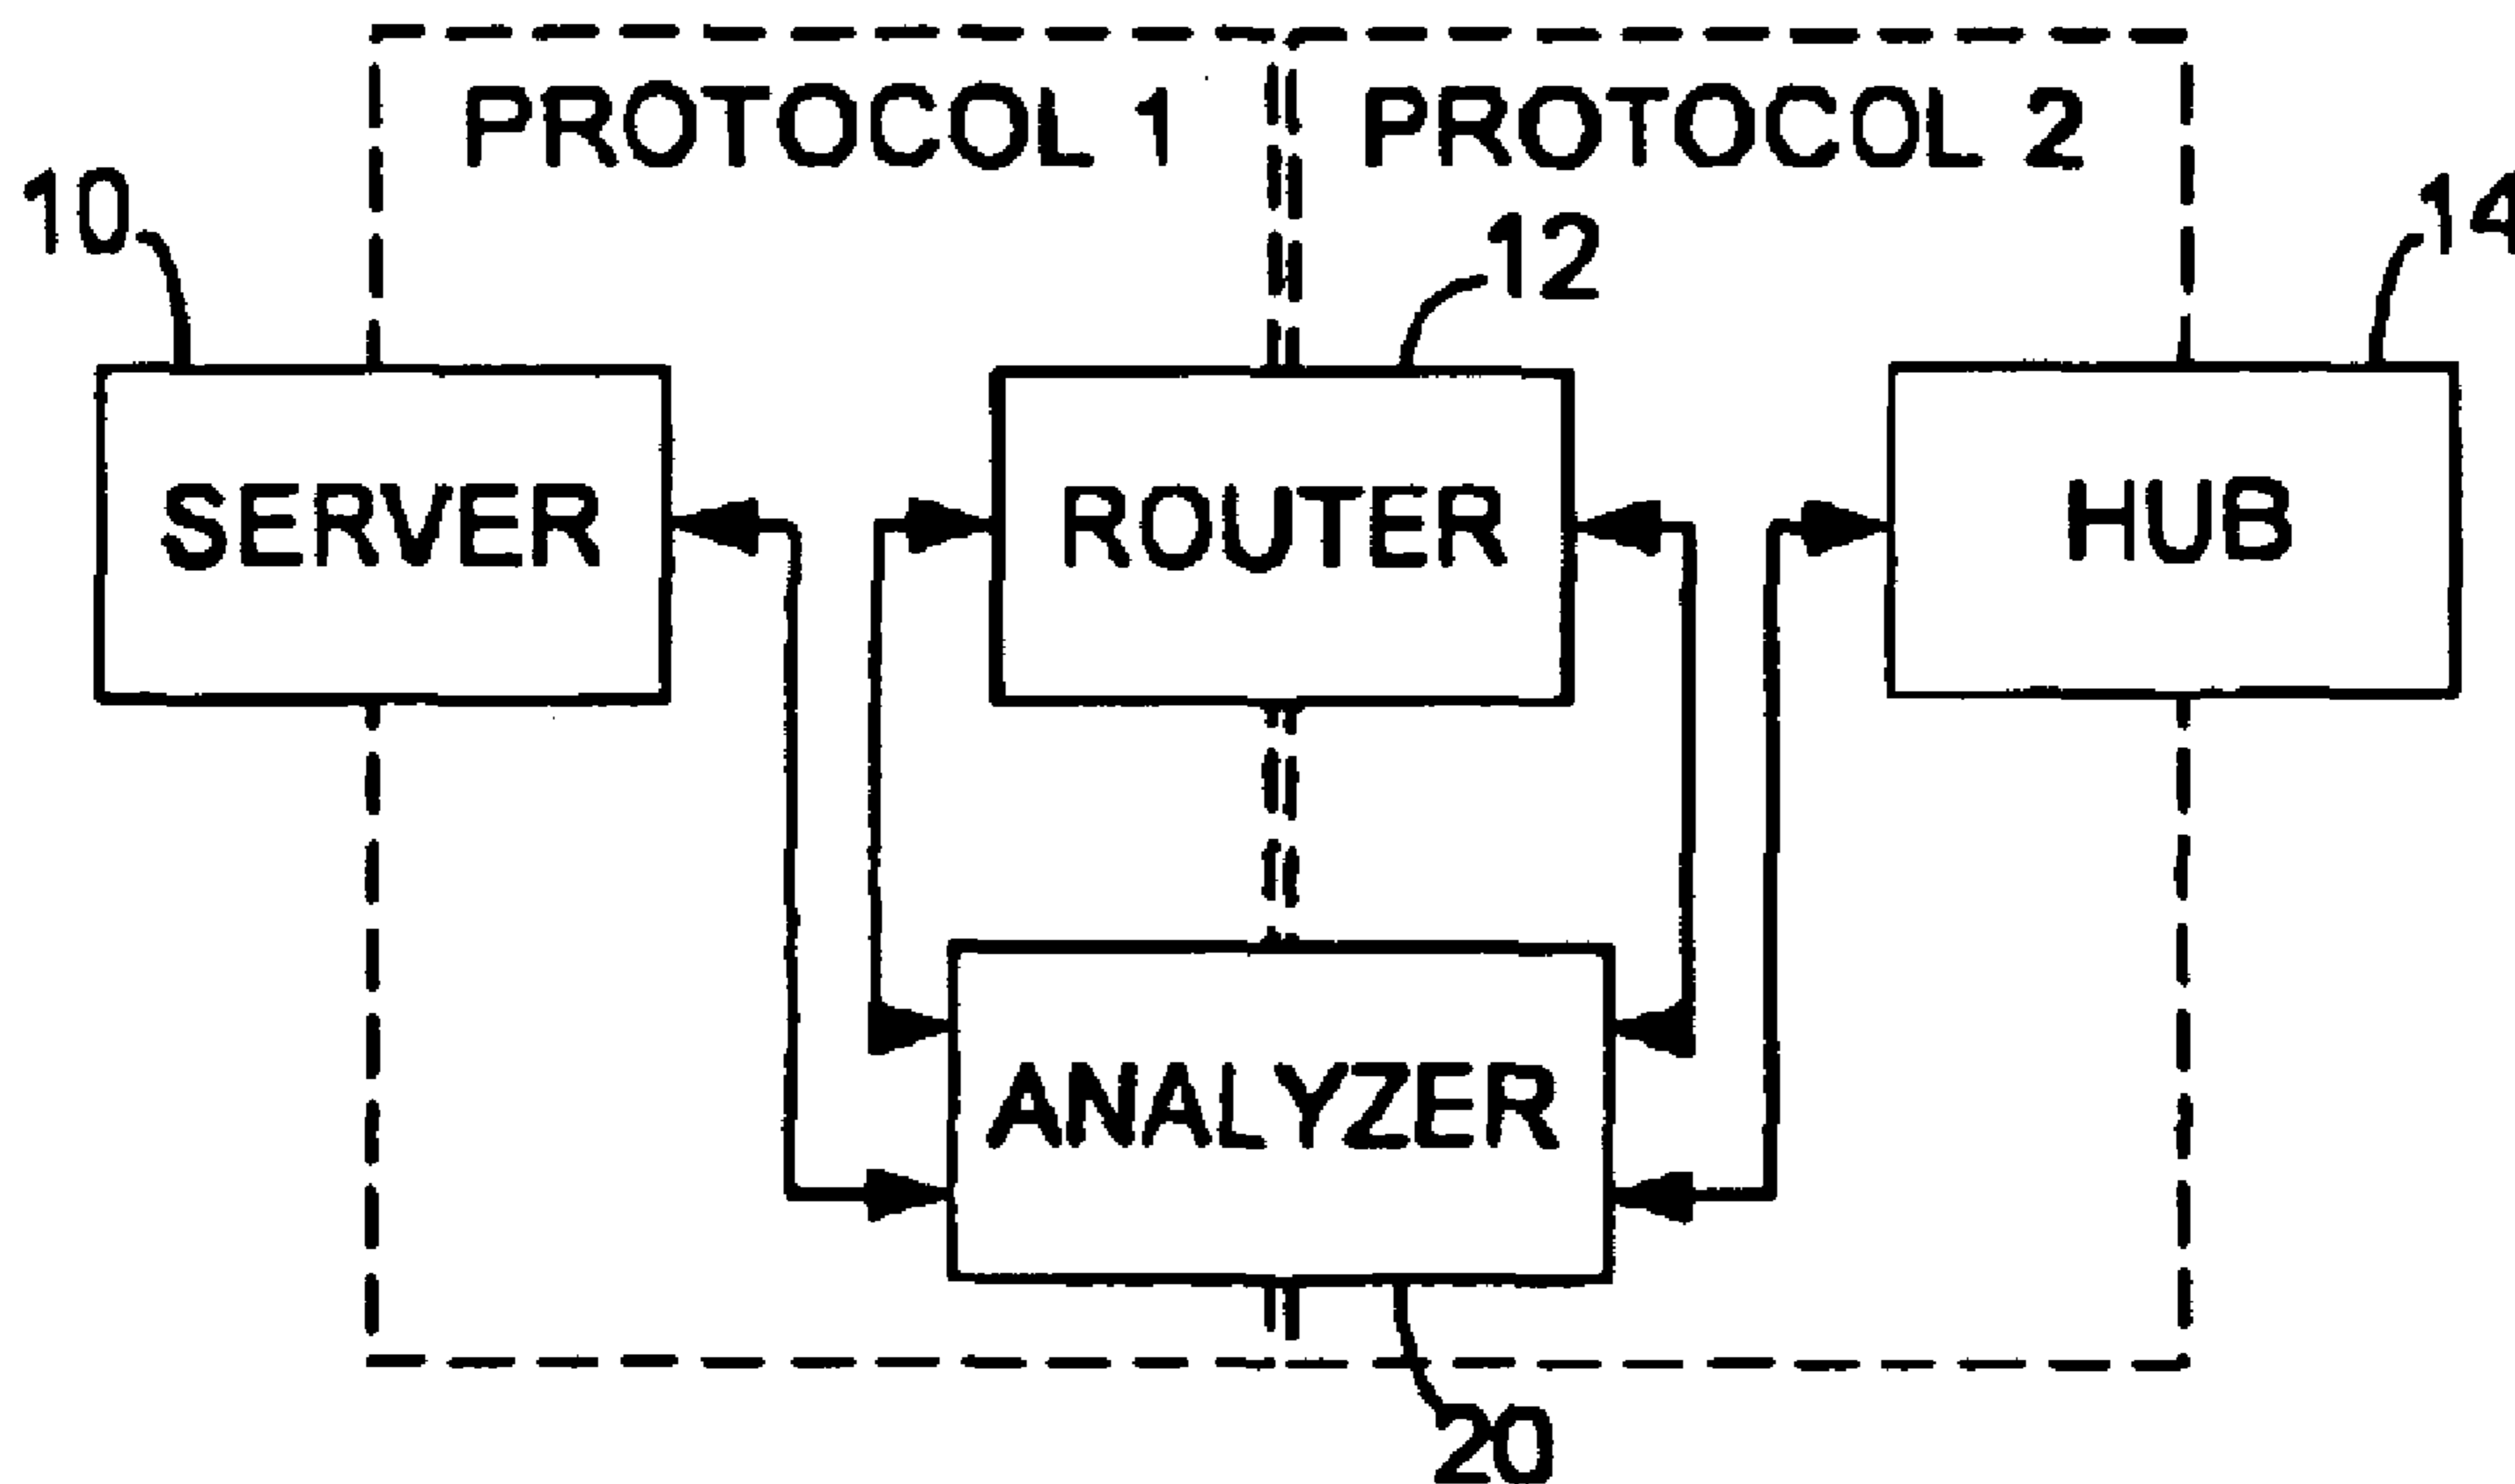 PROTOCOL 1
PROTOCOL 2
10
12
14
SERVER
ROUTER
HUB
ANALYZER
20